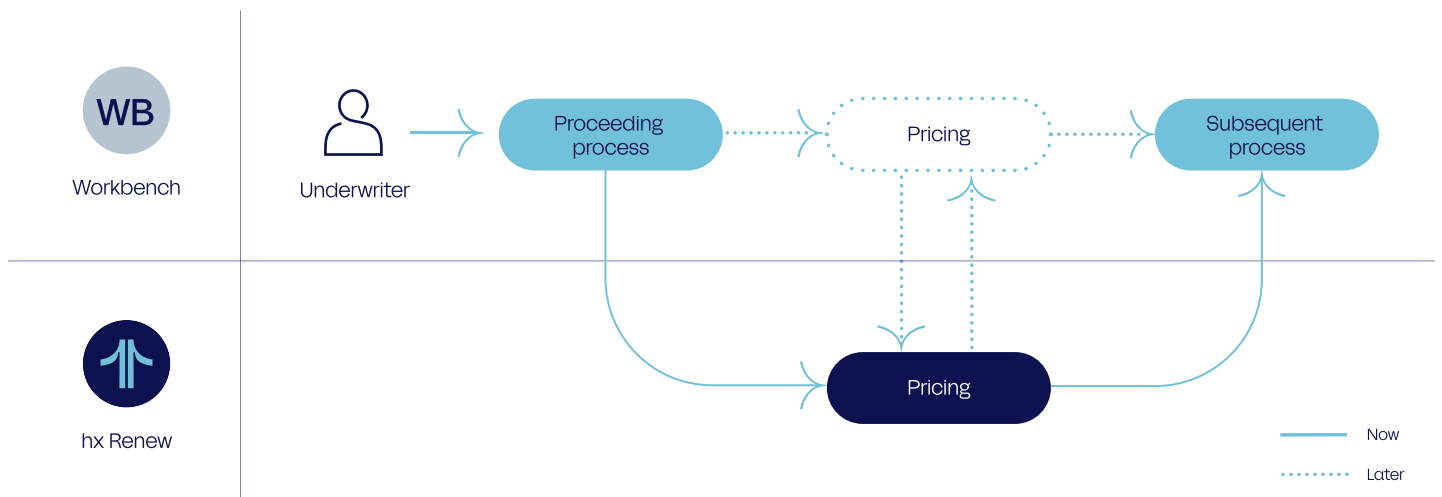 WB
Workbench
Underwriter
Proceeding
process
Pricing
Subsequent
process
hx Renew
Pricing
Now
Later